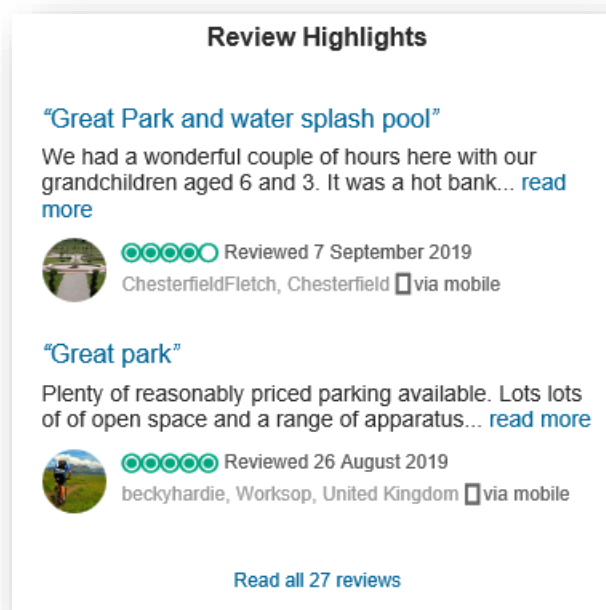 Review Highlights
“Great Park and water splash pool”
We had a wonderful couple of hours here with our
grandchildren aged 6 and 3. It was a hot bank... read
more
Reviewed 7 September 2019
ChesterfieldFletch, Chesterfield via mobile
“Great park”
Plenty of reasonably priced parking available. Lots lots
of of open space and a range of apparatus... read more
Reviewed 26 August 2019
beckyhardie, Worksop, United Kingdom via mobile
Read all 27 reviews